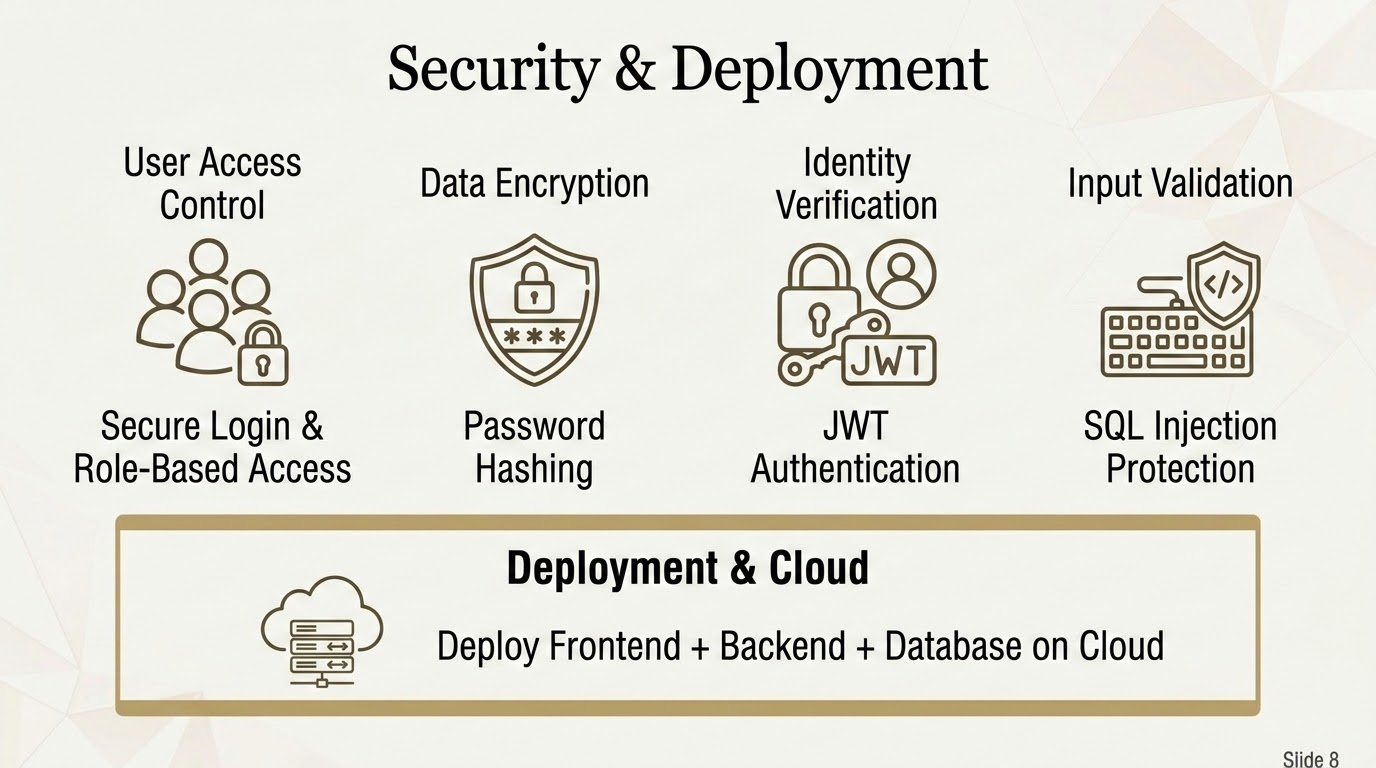 Security & Deployment
User Access
Control
Data Encryption
Identity
Verification
Input Validation
***
JWT
</>
Secure Login &
Role-Based Access
Password
Hashing
JWT
Authentication
SQL Injection
Protection
Deployment & Cloud
Deploy Frontend + Backend + Database on Cloud
Slide 8